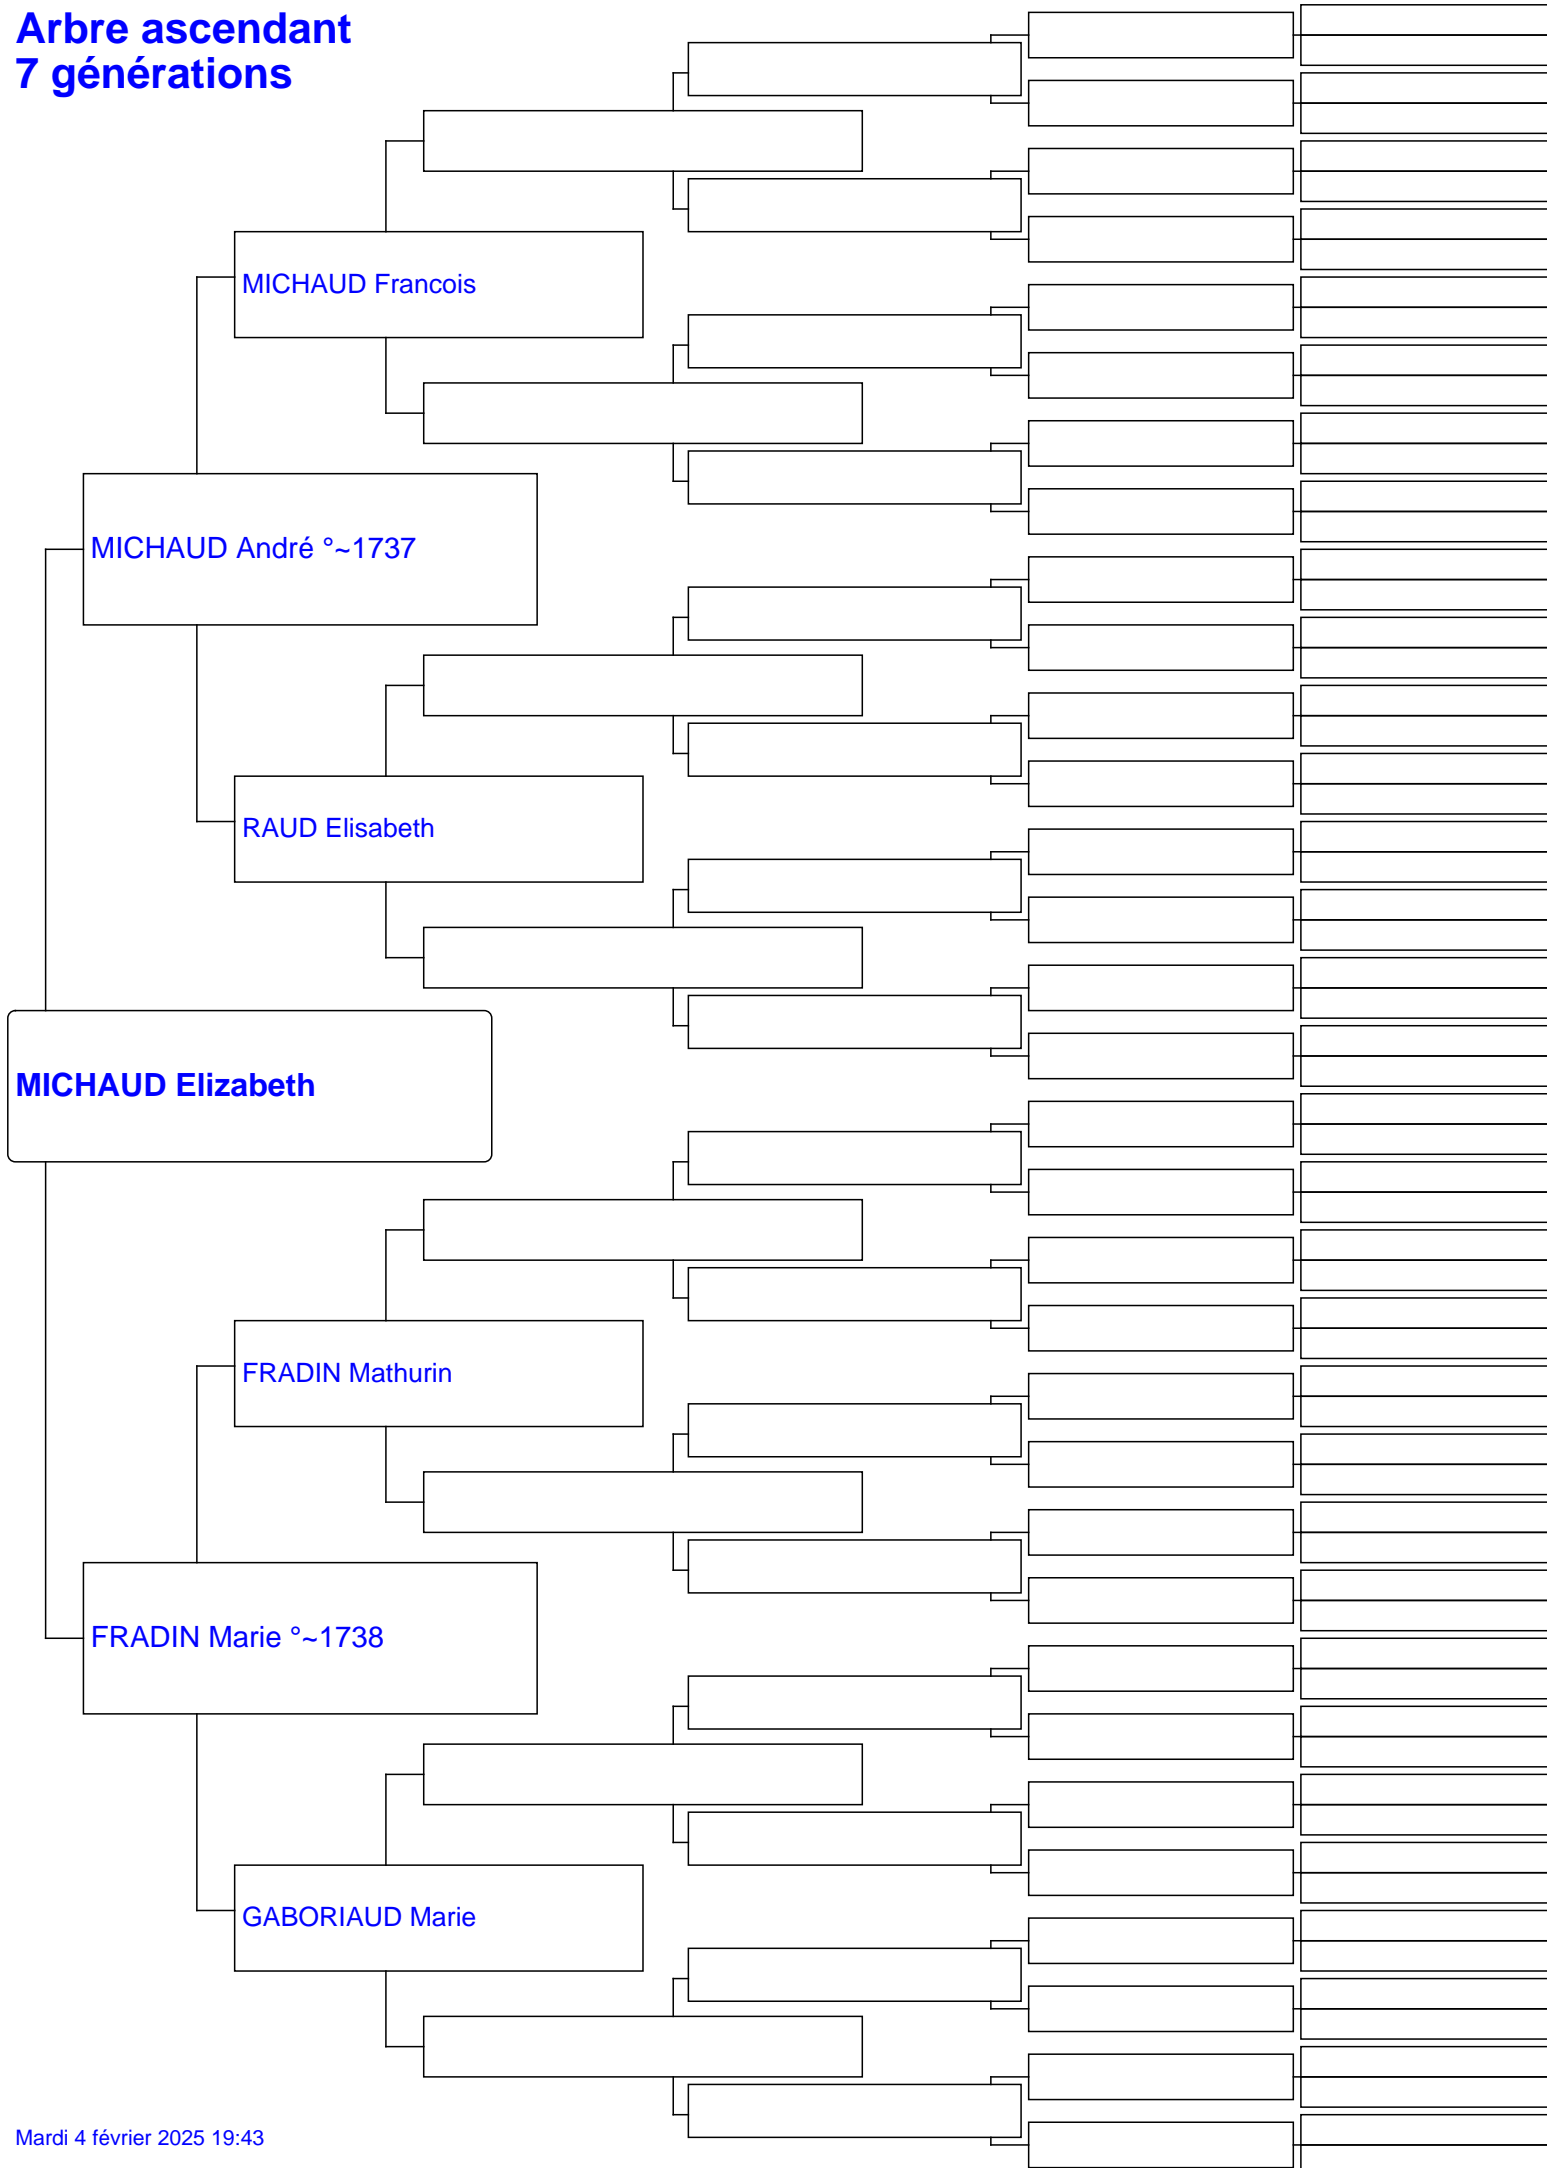 Arbre ascendant
7 générations
MICHAUD Francois
MICHAUD André °~1737
RAUD Elisabeth
MICHAUD Elizabeth
FRADIN Mathurin
FRADIN Marie °~1738
GABORIAUD Marie
Mardi 4 février 2025 19:43